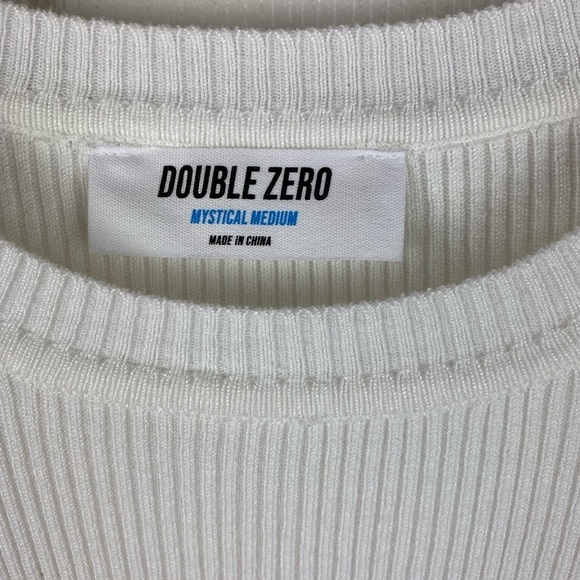 DOUBLE ZERO
MYSTICAL MEDIUM
MADE IN CHINA